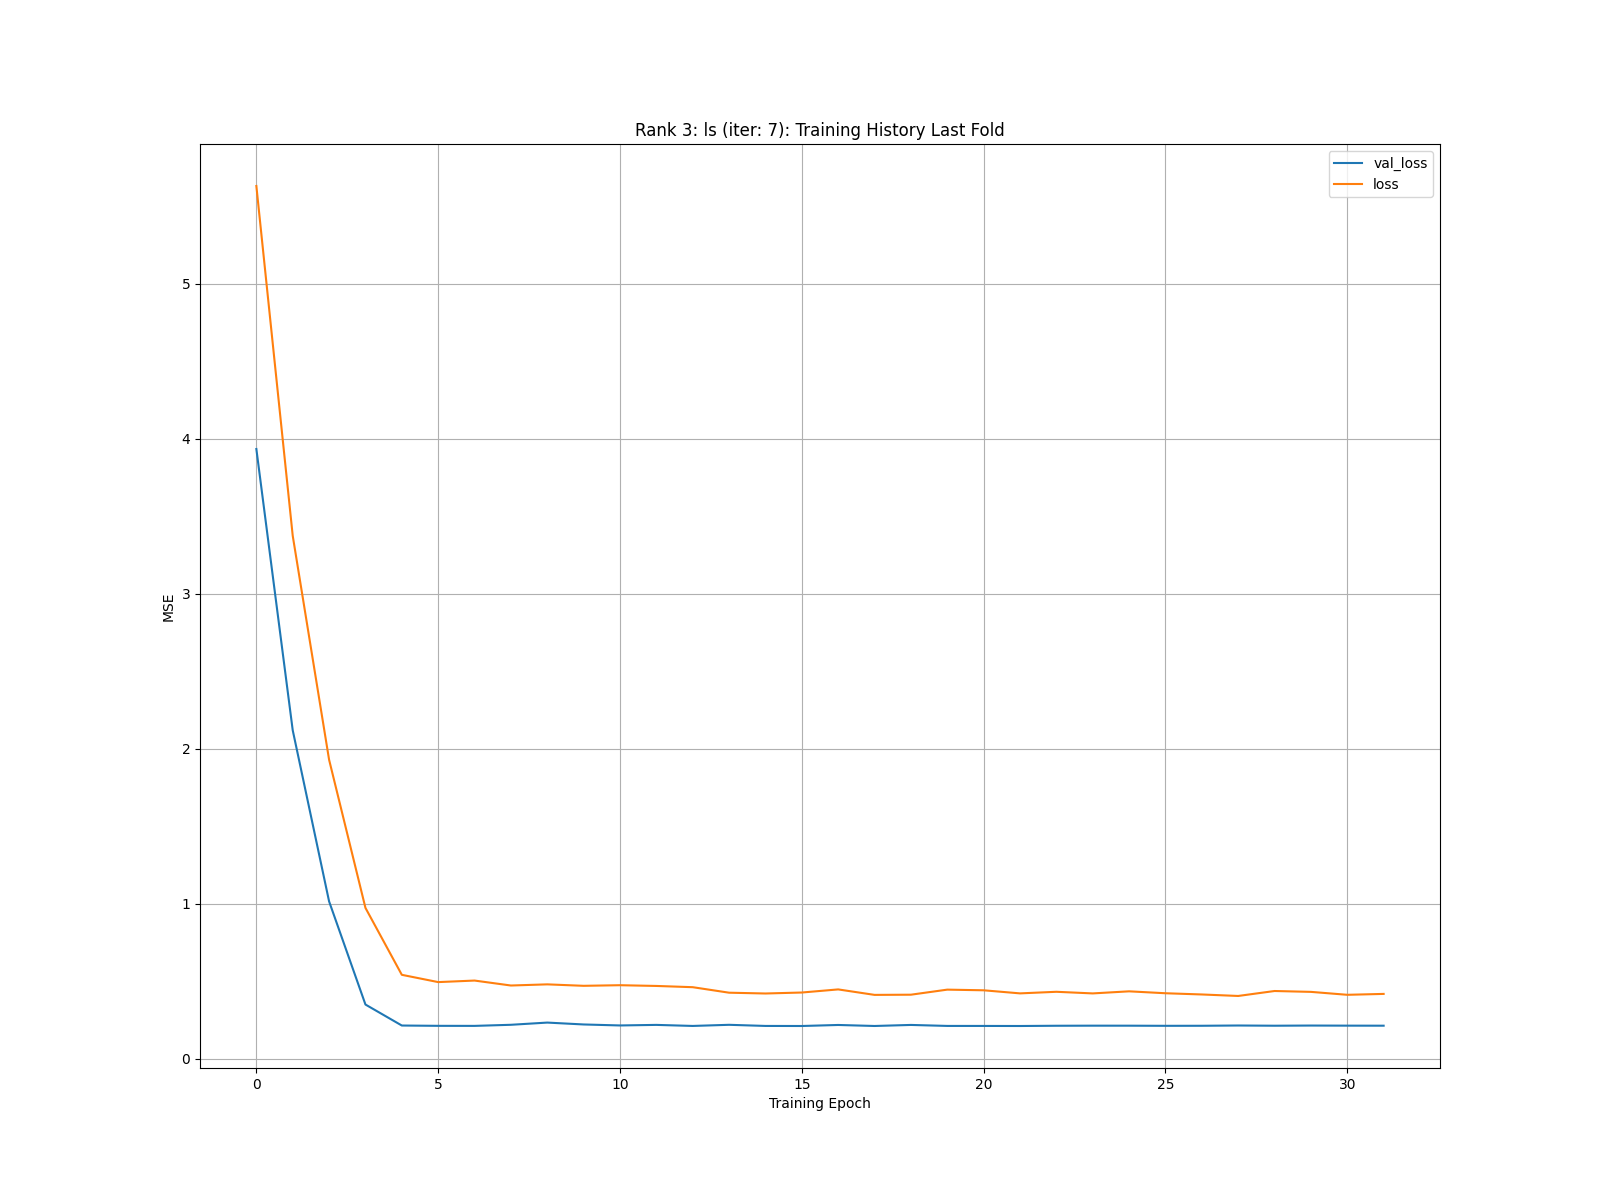 Rank 3: ls (iter: 7): Training History Last Fold
val_loss
loss
5
4
3
2
1
0
MSE
0 5 10 15 20 25 30
Training Epoch